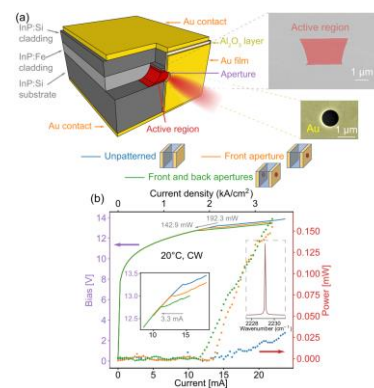 (a)
InP:Si
cladding
InP:Fe
cladding
InP:Si
substrate
Au contact
Au contact
Al₂O₃ layer
Au film
Aperture
Active region
Active region
1 μm
Au
1 μm
Unpatterned
Front aperture
Front and back apertures
(b)
Current density (kA/cm²)
0 1 2 3
142.9 mW
192.3 mW
20°C, CW
Bias [V]
14
12
10
8
6
4
2
0
13.5
13.0
12.5
3.3 mA
10 15
2228 2230
Wavenumber (cm⁻¹)
Power [mW]
0.150
0.125
0.100
0.075
0.050
0.025
0.000
0 5 10 15 20
Current [mA]